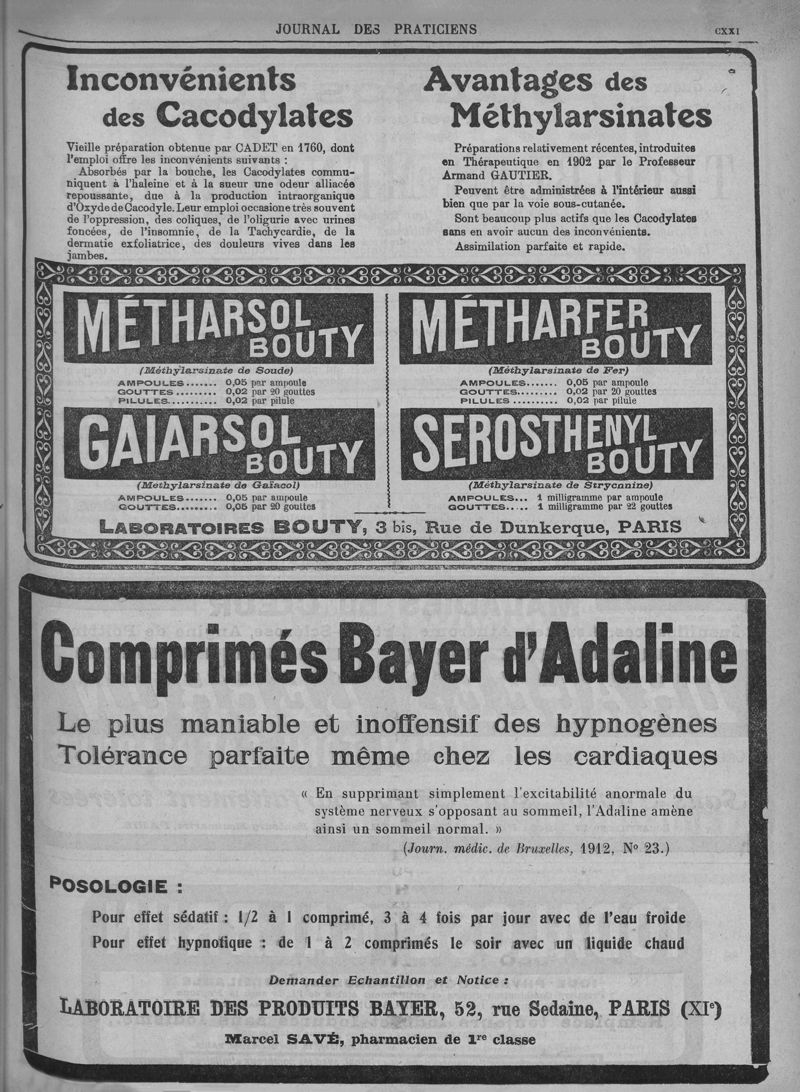 JOURNAL DES PRATICIENS
CXXI
Inconvénients
des Cacodylates
Vieille préparation obtenue par CADET en 1760, dont
l'emploi offre les inconvénients suivants :
Absorbés par la bouche, les Cacodylates commu-
niquent à l'haleine et à la sueur une odeur alliacée
repoussante, due à la production intraorganique
d'Oxyde de Cacodyle. Leur emploi occasione très souvent
de l'oppression, des coliques, de l'oligurie avec urines
foncées, de l'insomnie, de la Tachycardie, de la
dermatie exfoliatrice, des douleurs vives dans les
jambes.
Avantages des
Méthylarsinates
Préparations relativement récentes, introduites
en Thérapeutique en 1902 par le Professeur
Armand GAUTIER.
Peuvent être administrées à l'intérieur aussi
bien que par la voie sous-cutanée.
Sont beaucoup plus actifs que les Cacodylates
sans en avoir aucun des inconvénients.
Assimilation parfaite et rapide.
MÉTHARSOL
BOUTY
(Méthylarsinate de Soude)
AMPOULES....... 0,05 par ampoule
GOUTTES......... 0,02 par 20 gouttes
PILULES........... 0,02 par pilule
MÉTHARFER
BOUTY
(Méthylarsinate de Fer)
AMPOULES....... 0,05 par ampoule
GOUTTES......... 0,02 par 20 gouttes
PILULES .......... 0,02 par pilule
GAIARSOL
BOUTY
(Méthylarsinate de Gaïacol)
AMPOULES....... 0,05 par ampoule
GOUTTES......... 0,05 par 20 gouttes
SEROSTHENYL
BOUTY
(Méthylarsinate de Strycnnine)
AMPOULES... 1 milligramme par ampoule
GOUTTES..... 1 milligramme par 22 gouttes
LABORATOIRES BOUTY, 3 bis, Rue de Dunkerque, PARIS
Comprimés Bayer d'Adaline
Le plus maniable et inoffensif des hypnogènes
Tolérance parfaite même chez les cardiaques
« En supprimant simplement l'excitabilité anormale du
système nerveux s'opposant au sommeil, l'Adaline amène
ainsi un sommeil normal. »
(Journ. médic. de Bruxelles, 1912, N° 23.)
POSOLOGIE :
Pour effet sédatif : 1/2 à 1 comprimé, 3 à 4 fois par jour avec de l'eau froide
Pour effet hypnotique : de 1 à 2 comprimés le soir avec un liquide chaud
Demander Echantillon et Notice :
LABORATOIRE DES PRODUITS BAYER, 52, rue Sedaine, PARIS (XIe)
Marcel SAVÉ, pharmacien de 1re classe